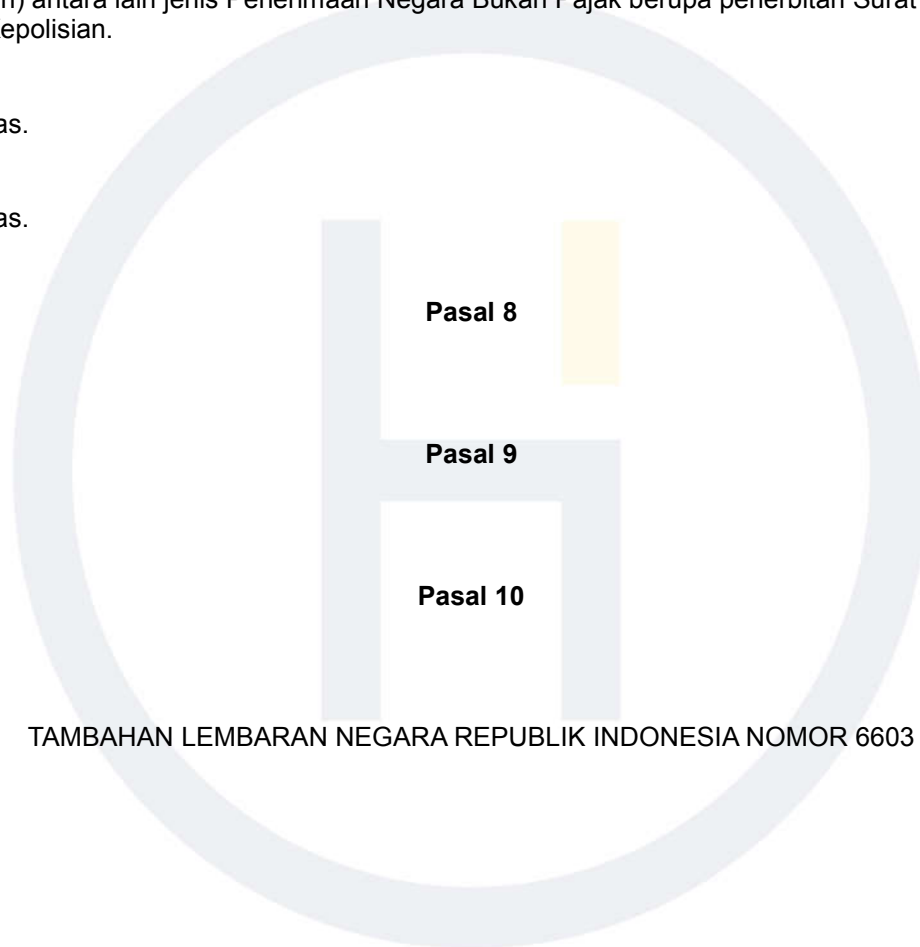 antara lain jenis Penerimaan Negara Bukan Pajak berupa penerbitan Surat
epolisian.
as.
as.
Pasal 8
Pasal 9
Pasal 10
TAMBAHAN LEMBARAN NEGARA REPUBLIK INDONESIA NOMOR 6603